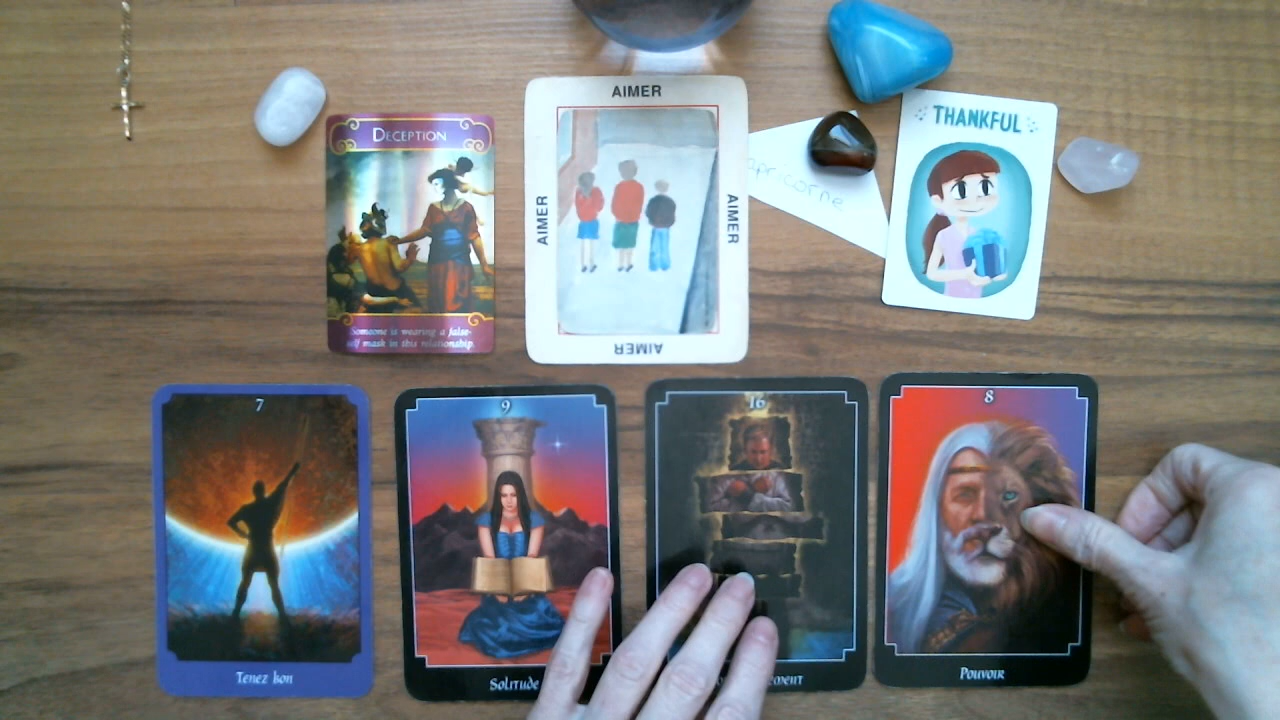 DECEPTION
Someone is wearing a false-
self mask in this relationship.
AIMER
AIMER
AIMER
AIMER
THANKFUL
7
Tenez bon
9
Solitude
16
8
Pouvoir